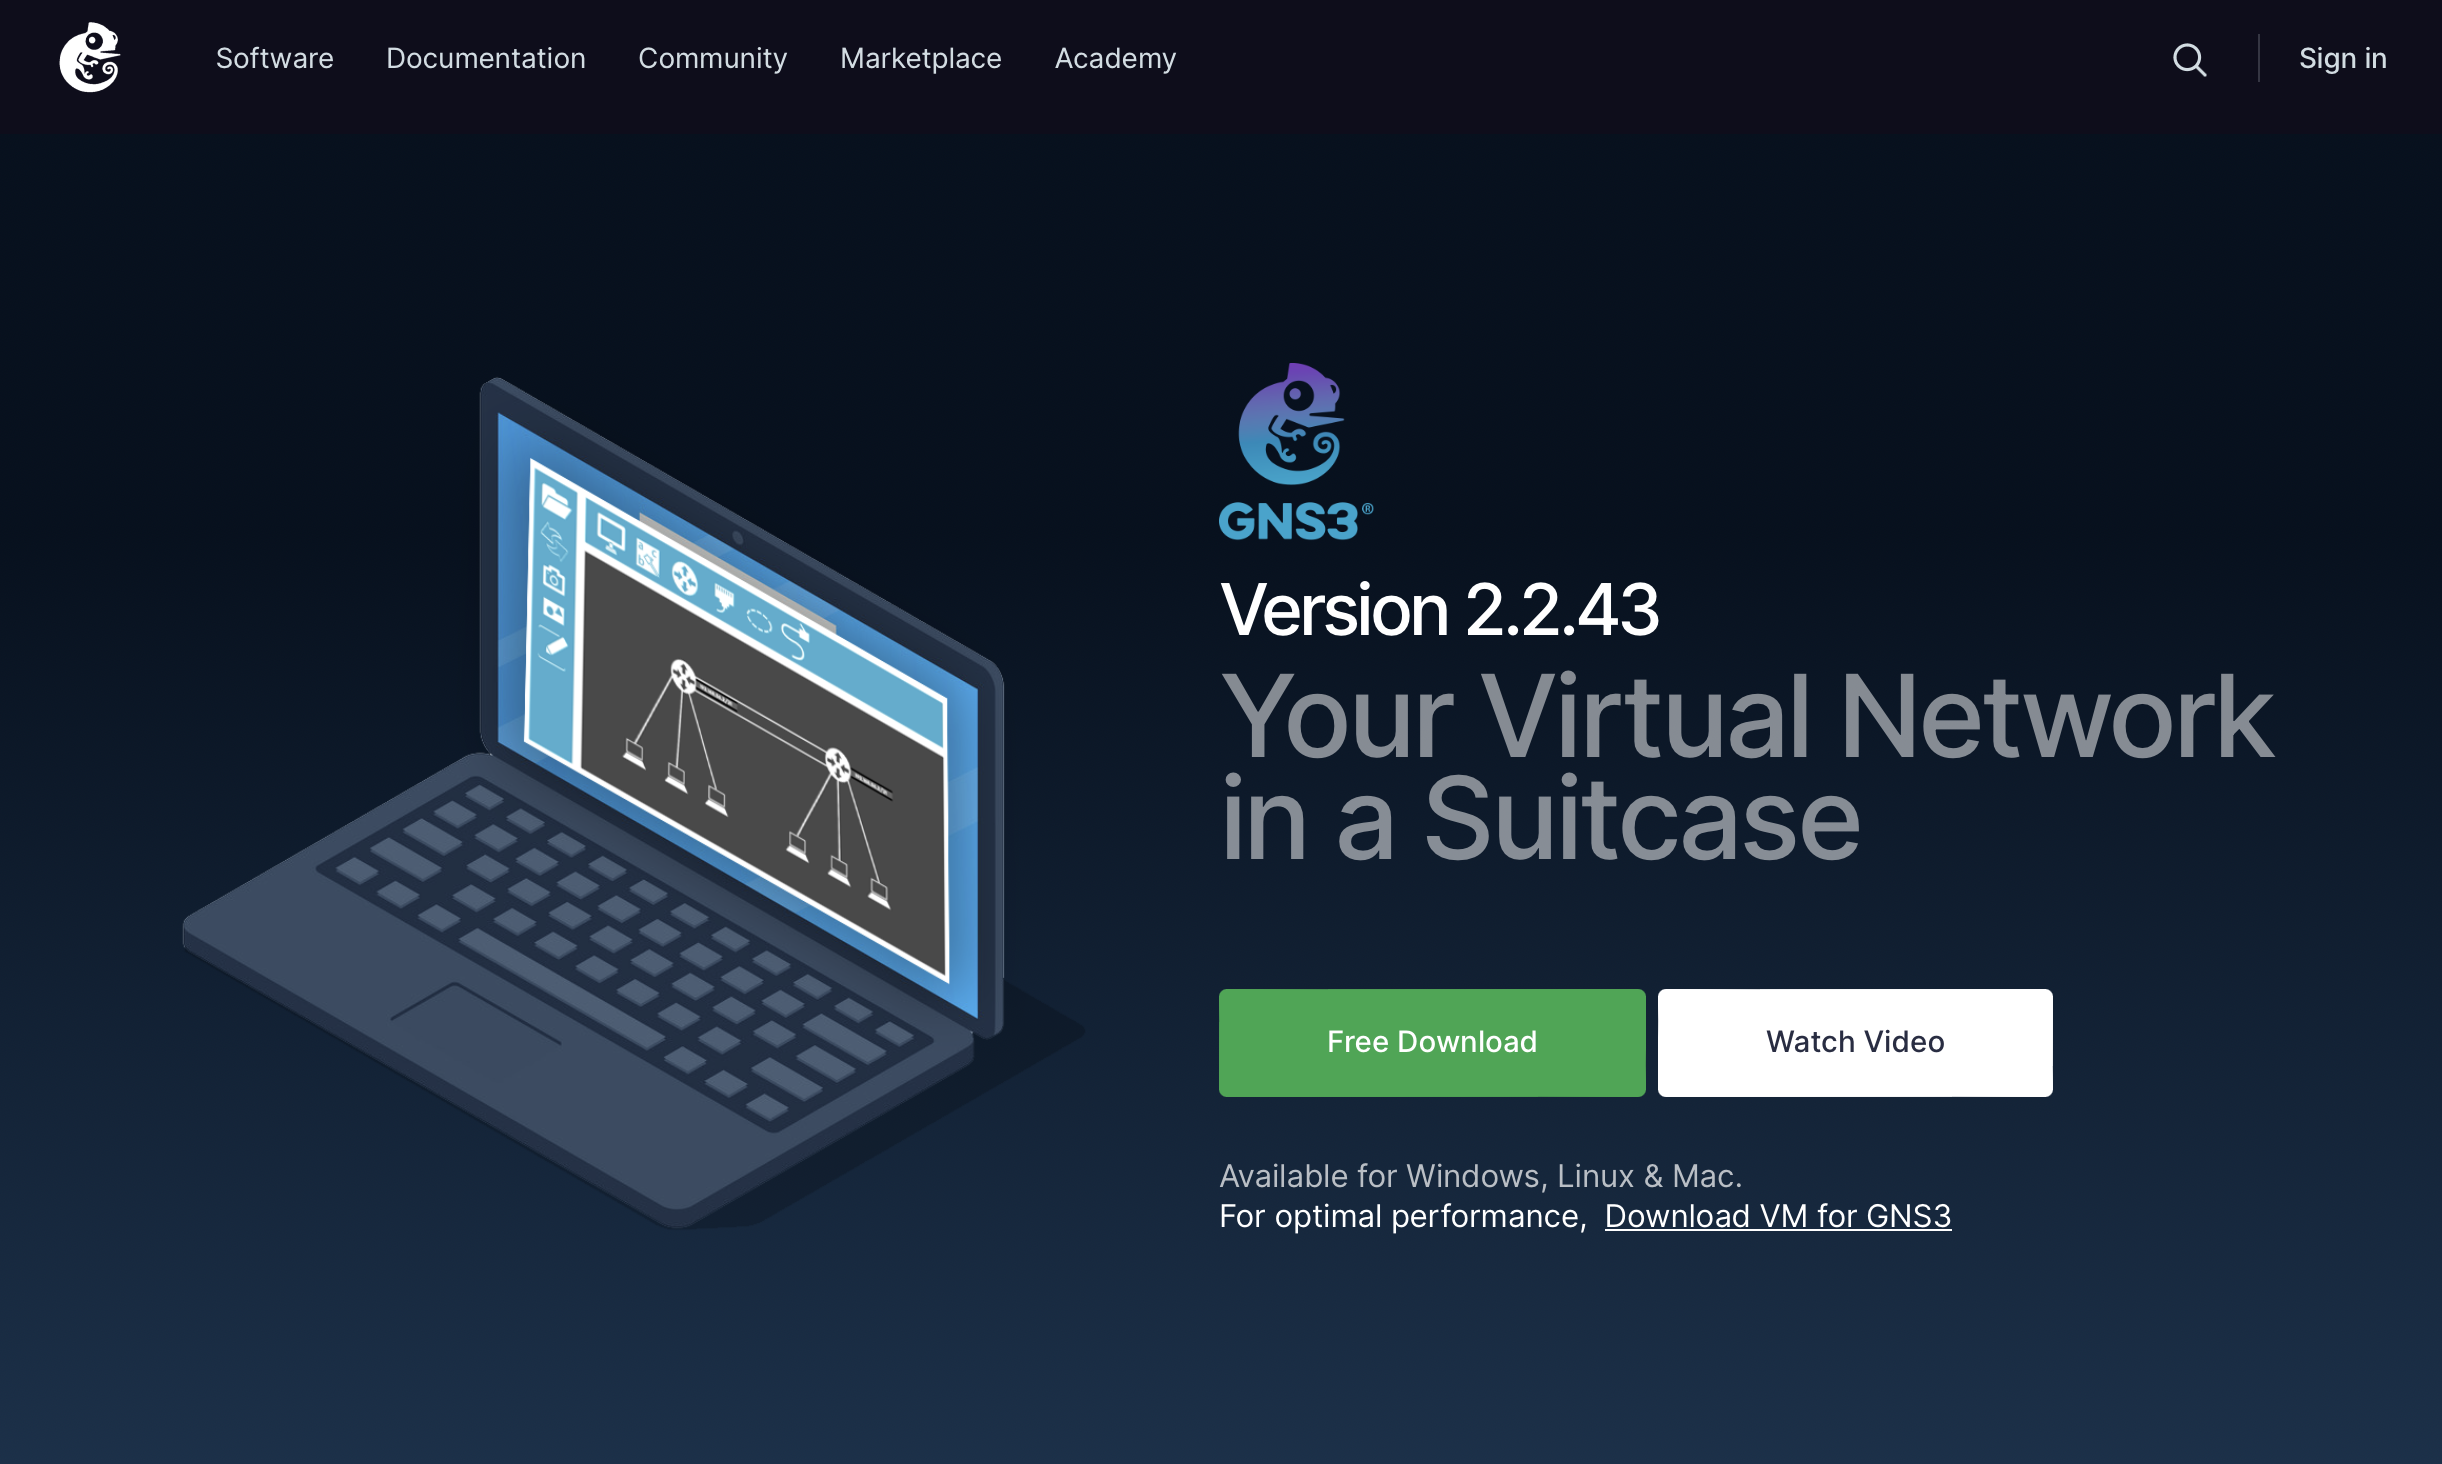 Software Documentation Community Marketplace Academy Sign in
GNS3®
Version 2.2.43
Your Virtual Network
in a Suitcase
Free Download Watch Video
Available for Windows, Linux & Mac.
For optimal performance, Download VM for GNS3